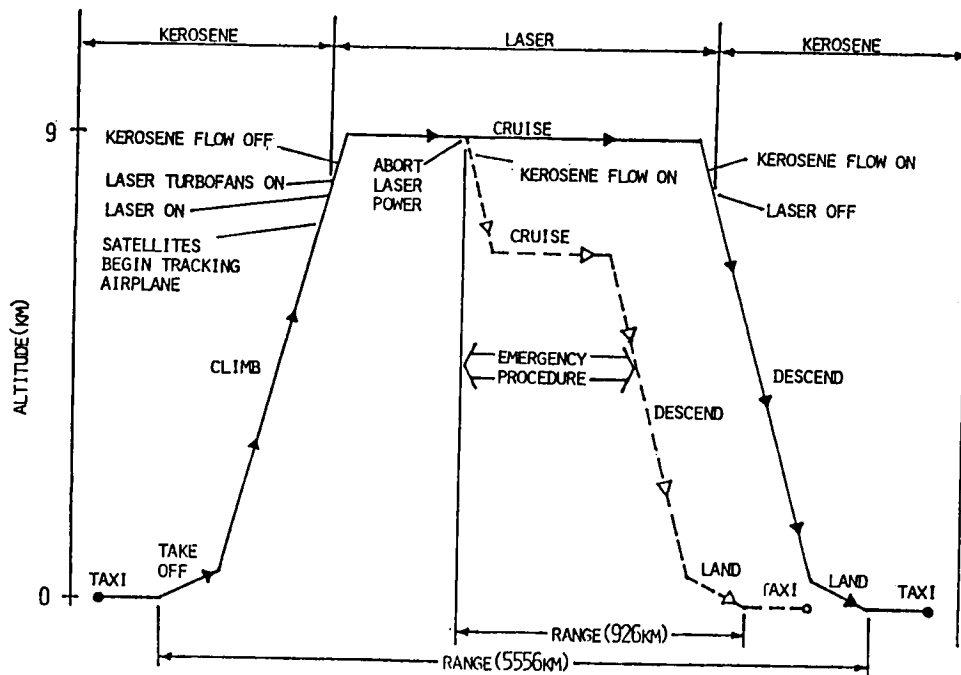 KEROSENE
LASER
KEROSENE
9
KEROSENE FLOW OFF
CRUISE
LASER TURBOFANS ON
LASER ON
SATELLITES
BEGIN TRACKING
AIRPLANE
ABORT
LASER
POWER
KEROSENE FLOW ON
KEROSENE FLOW ON
LASER OFF
CRUISE
ALTITUDE(KM)
CLIMB
EMERGENCY
PROCEDURE
DESCEND
DESCEND
TAKE
OFF
TAXI
0
LAND
TAXI
LAND
TAXI
RANGE(926KM)
RANGE(5556KM)